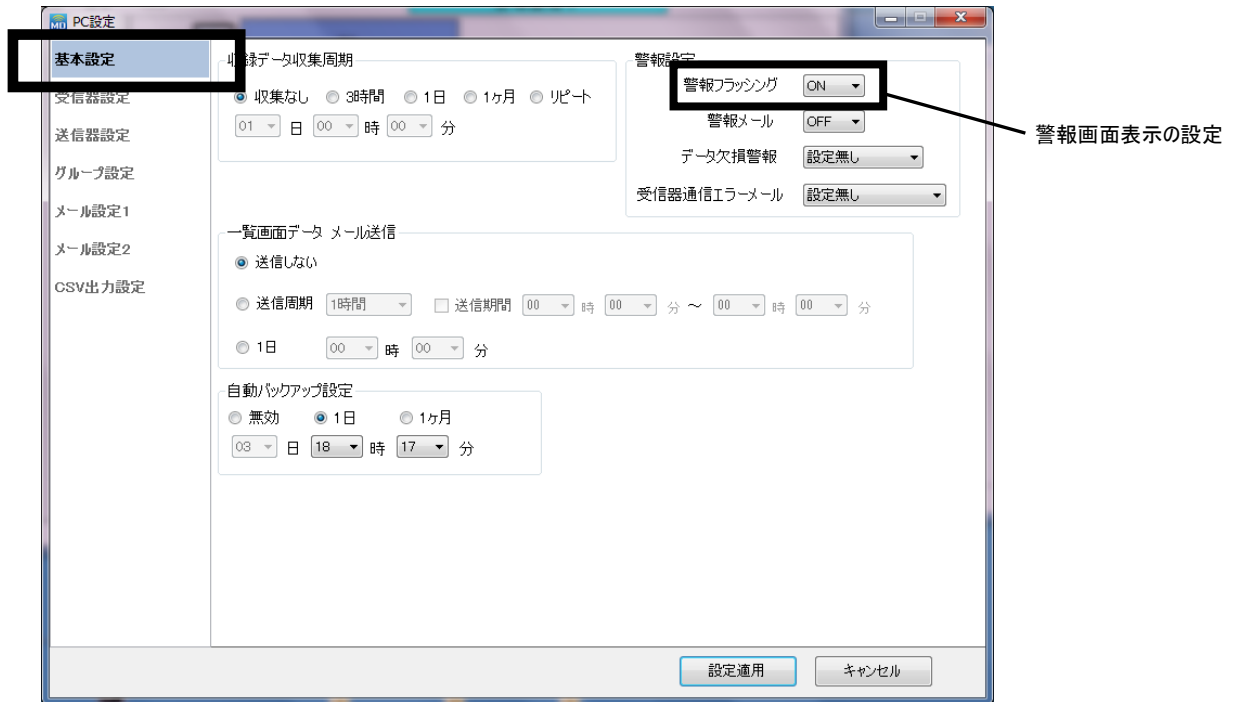 PC設定
基本設定
受信器設定
送信器設定
グループ設定
メール設定1
メール設定2
CSV出力設定
収録データ収集周期
収集なし 3時間 1日 1ヶ月 リピート
01 日 00 時 00 分
警報設定
警報フラッシング ON
警報メール OFF
データ欠損警報 設定無し
受信器通信エラーメール 設定無し
警報画面表示の設定
一覧画面データ メール送信
送信しない
送信周期 1時間 送信期間 00 時 00 分 ～ 00 時 00 分
1日 00 時 00 分
自動バックアップ設定
無効 1日 1ヶ月
03 日 18 時 17 分
設定適用 キャンセル